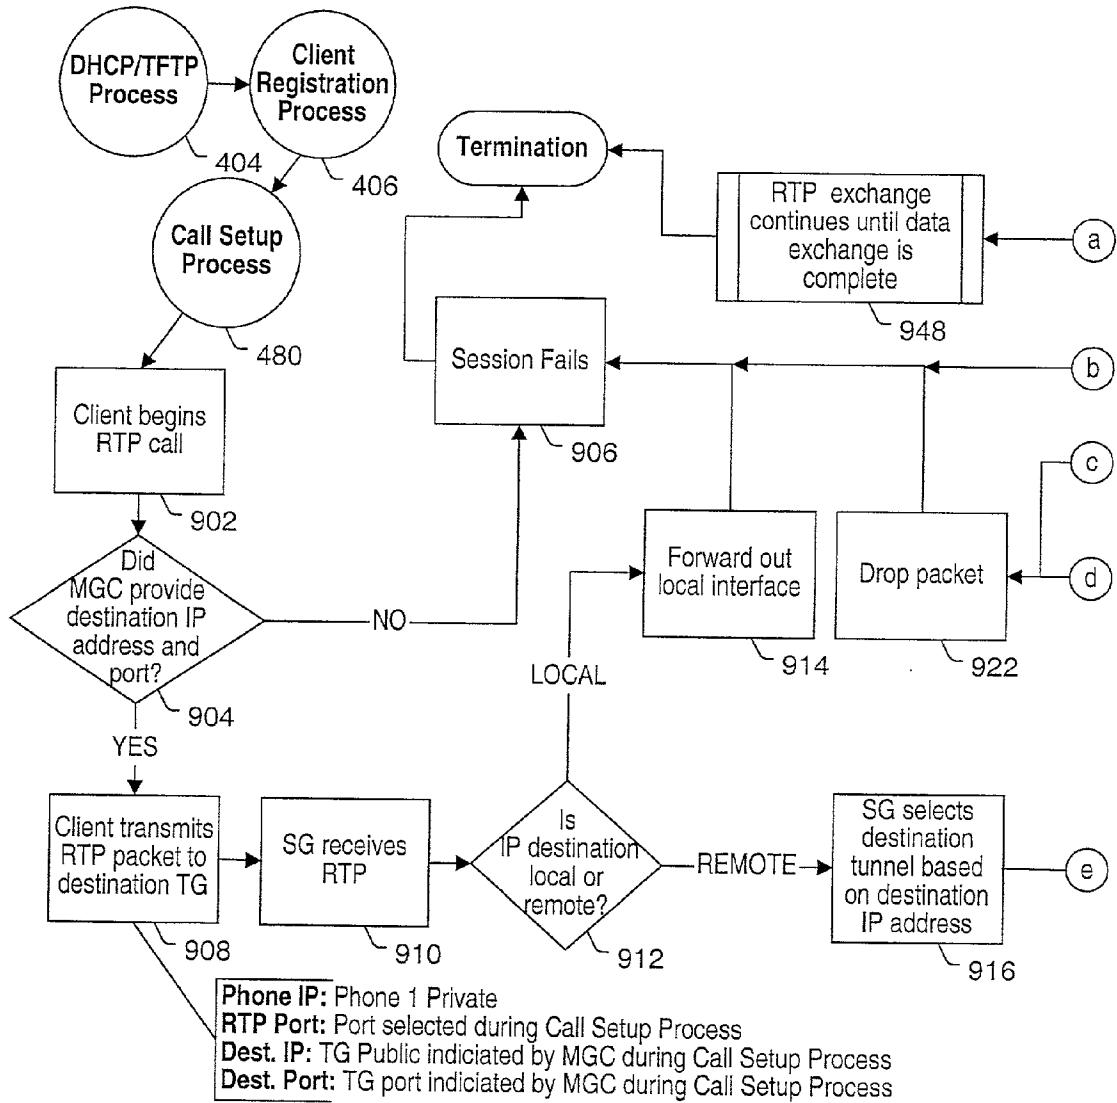 DHCP/TFTP
Process
404
Client
Registration
Process
406
Call Setup
Process
480
Termination
RTP exchange
continues until data
exchange is
complete
948
a
Session Fails
906
b
Client begins
RTP call
902
c
Did
MGC provide
destination IP
address and
port?
904
NO
YES
Forward out
local interface
914
Drop packet
922
d
LOCAL
Client transmits
RTP packet to
destination TG
908
SG receives
RTP
910
Is
IP destination
local or
remote?
912
REMOTE
SG selects
destination
tunnel based
on destination
IP address
916
e
Phone IP: Phone 1 Private
RTP Port: Port selected during Call Setup Process
Dest. IP: TG Public indiciated by MGC during Call Setup Process
Dest. Port: TG port indiciated by MGC during Call Setup Process